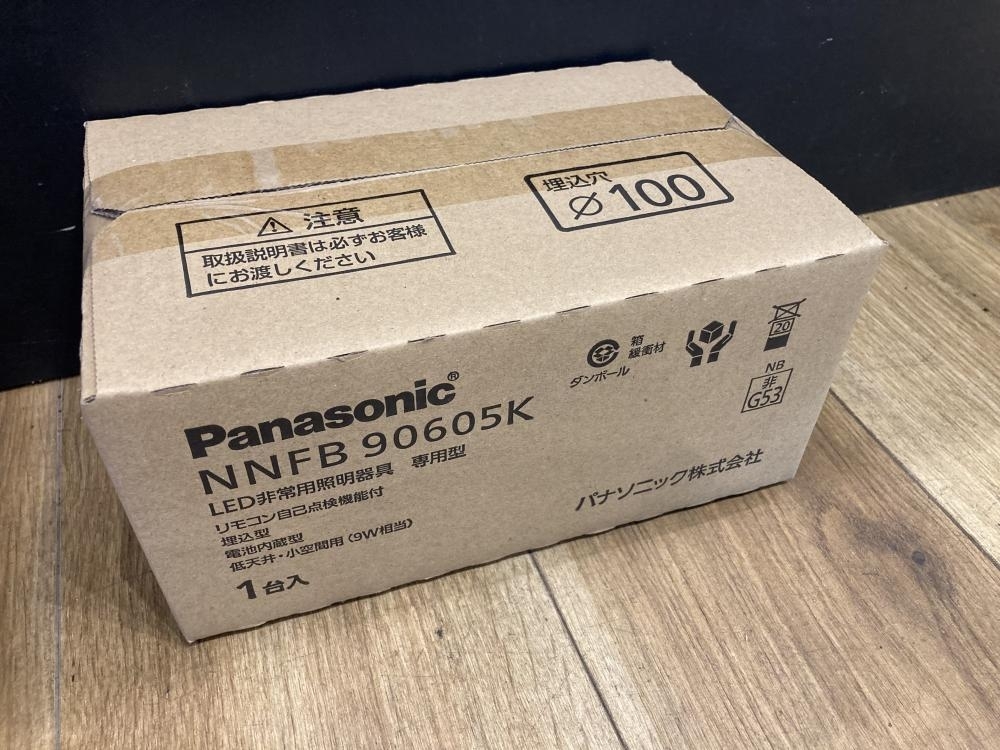 ⚠ 注意
取扱説明書は必ずお客様
にお渡しください
埋込穴
⌀100
Panasonic®
NNFB 90605K
LED非常用照明器具 専用型
リモコン自己点検機能付
埋込型
電池内蔵型
低天井・小空間用（9W相当）
1台入
箱
緩衝材
ダンボール
20
NB
非
G53
パナソニック株式会社